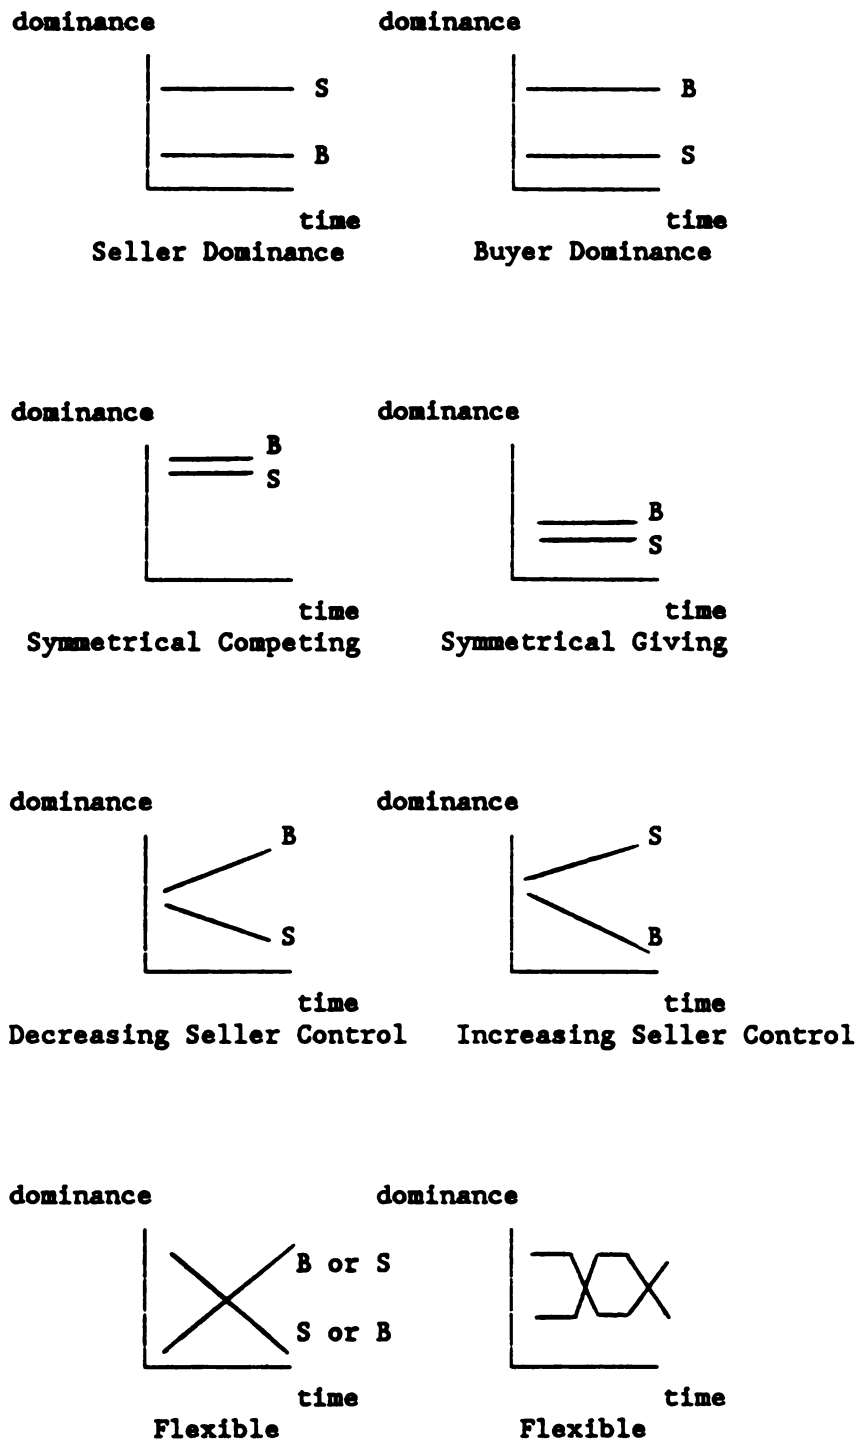 dominance dominance
S B
B S
time time
Seller Dominance Buyer Dominance
dominance dominance
B
S
B
S
time time
Symmetrical Competing Symmetrical Giving
dominance dominance
B S
S B
time time
Decreasing Seller Control Increasing Seller Control
dominance dominance
B or S
S or B
time time
Flexible Flexible